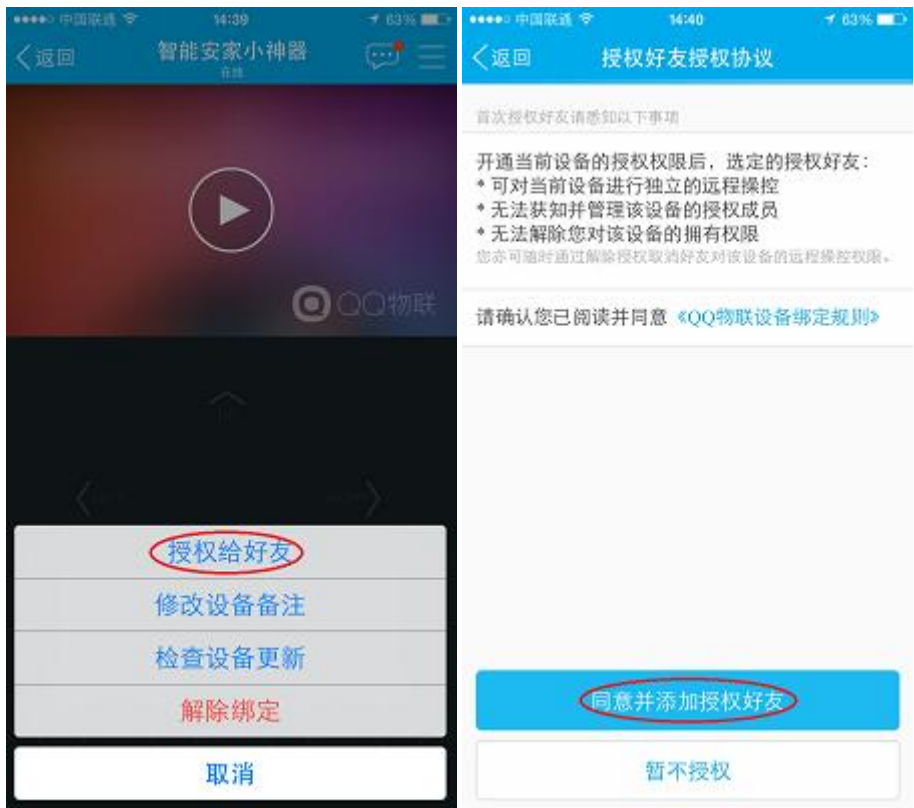 中国联通
14:39
63%
返回
智能安家小神器
在线
QQ物联
授权给好友
修改设备备注
检查设备更新
解除绑定
取消
中国联通
14:40
63%
返回
授权好友授权协议
首次授权好友请悉知以下事项
开通当前设备的授权权限后，选定的授权好友：
* 可对当前设备进行独立的远程操控
* 无法获知并管理该设备的授权成员
* 无法解除您对该设备的拥有权限
您亦可随时通过解除授权取消好友对该设备的远程操控权限。
请确认您已阅读并同意 《QQ物联设备绑定规则》
同意并添加授权好友
暂不授权